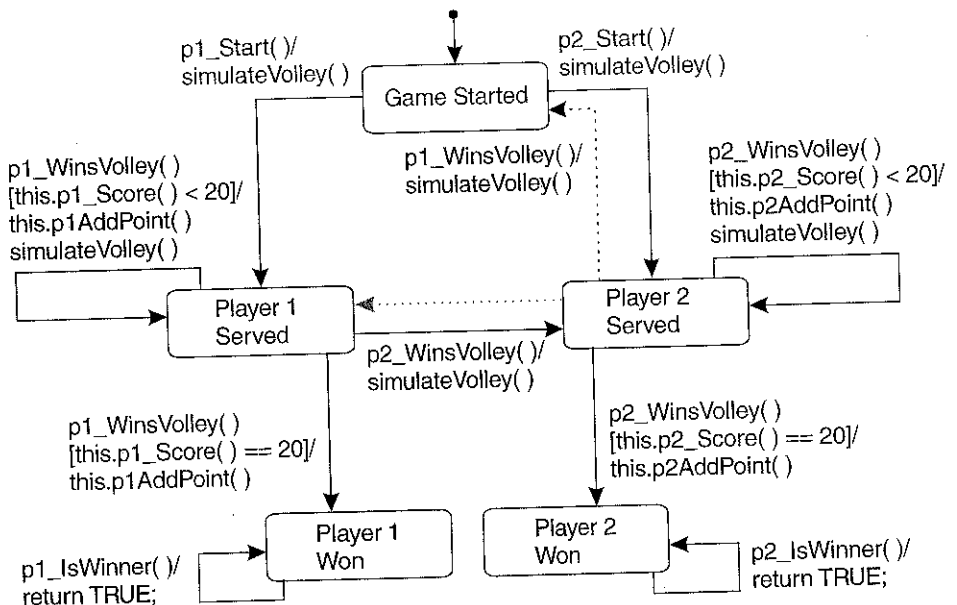 p1_Start( )/
simulateVolley( )
p2_Start( )/
simulateVolley( )
Game Started
p1_WinsVolley( )
[this.p1_Score( ) < 20]/
this.p1AddPoint( )
simulateVolley( )
p1_WinsVolley( )/
simulateVolley( )
p2_WinsVolley( )
[this.p2_Score( ) < 20]/
this.p2AddPoint( )
simulateVolley( )
Player 1
Served
Player 2
Served
p2_WinsVolley( )/
simulateVolley( )
p1_WinsVolley( )
[this.p1_Score( ) == 20]/
this.p1AddPoint( )
p2_WinsVolley( )
[this.p2_Score( ) == 20]/
this.p2AddPoint( )
Player 1
Won
Player 2
Won
p1_IsWinner( )/
return TRUE;
p2_IsWinner( )/
return TRUE;